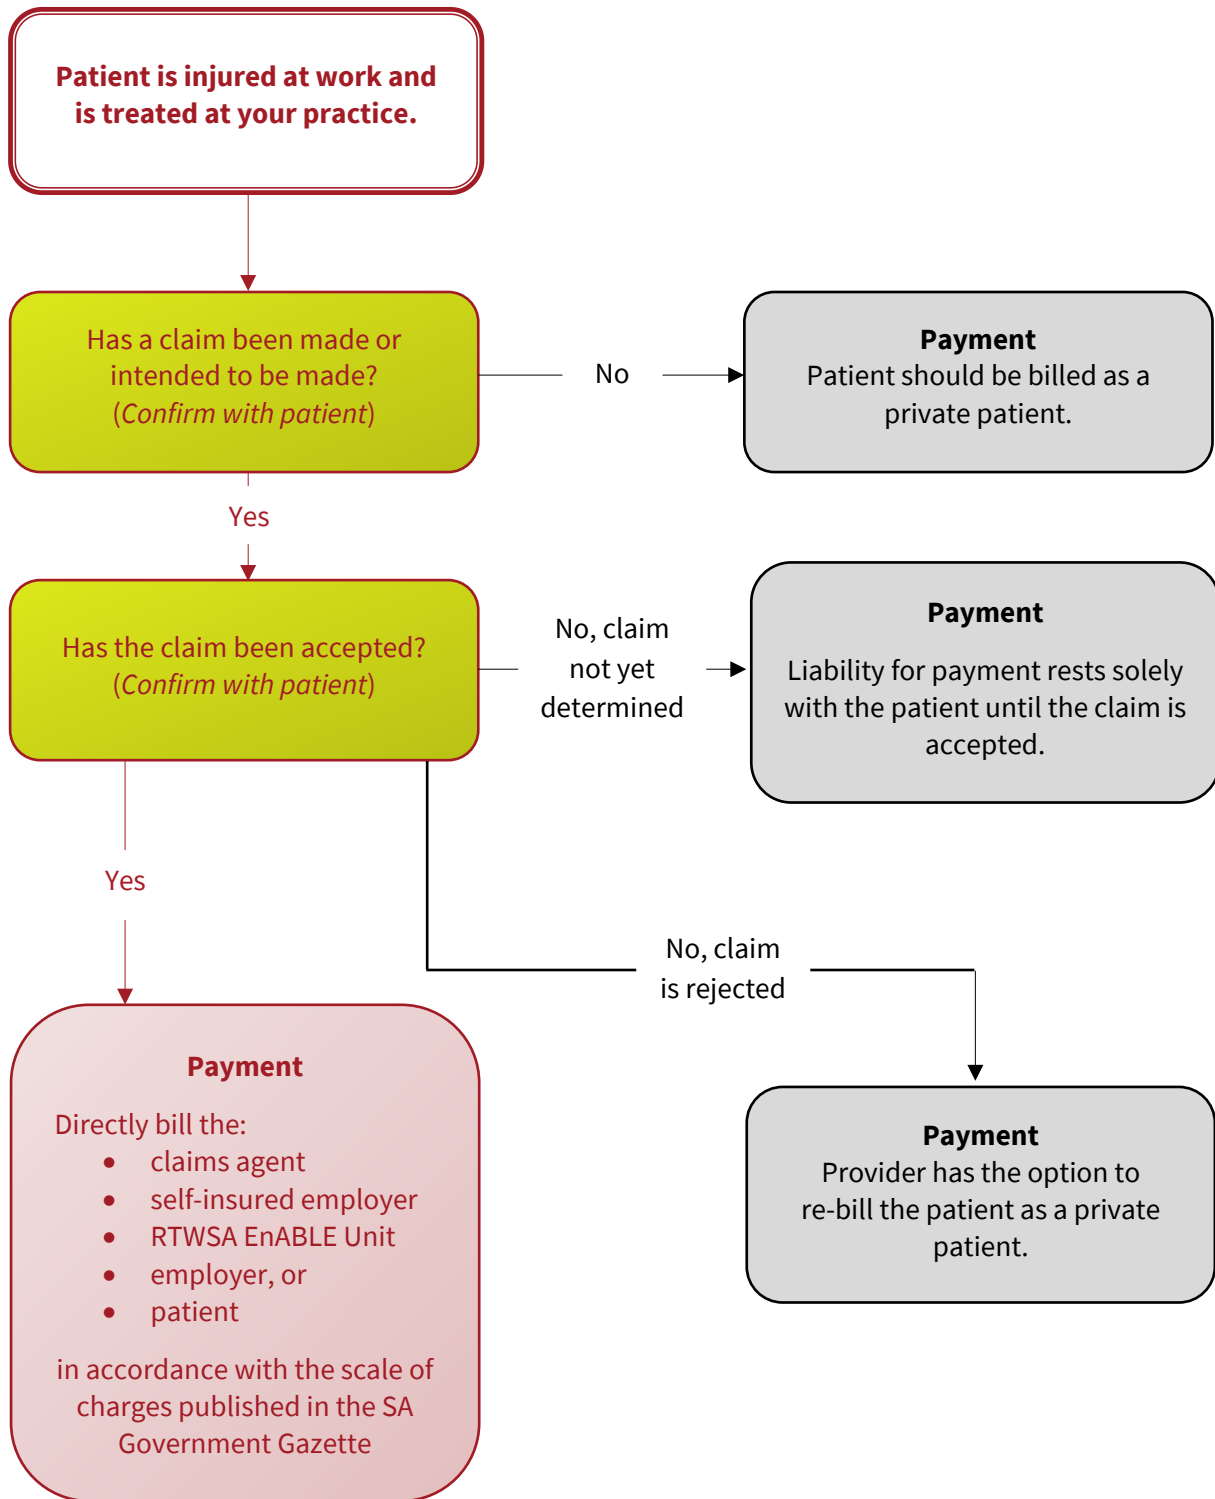 Patient is injured at work and
is treated at your practice.
Has a claim been made or
intended to be made?
(Confirm with patient)
No
Payment
Patient should be billed as a
private patient.
Yes
Has the claim been accepted?
(Confirm with patient)
No, claim
not yet
determined
Payment
Liability for payment rests solely
with the patient until the claim is
accepted.
Yes
No, claim
is rejected
Payment
Directly bill the:
• claims agent
• self-insured employer
• RTWSA EnABLE Unit
• employer, or
• patient
in accordance with the scale of
charges published in the SA
Government Gazette
Payment
Provider has the option to
re-bill the patient as a private
patient.